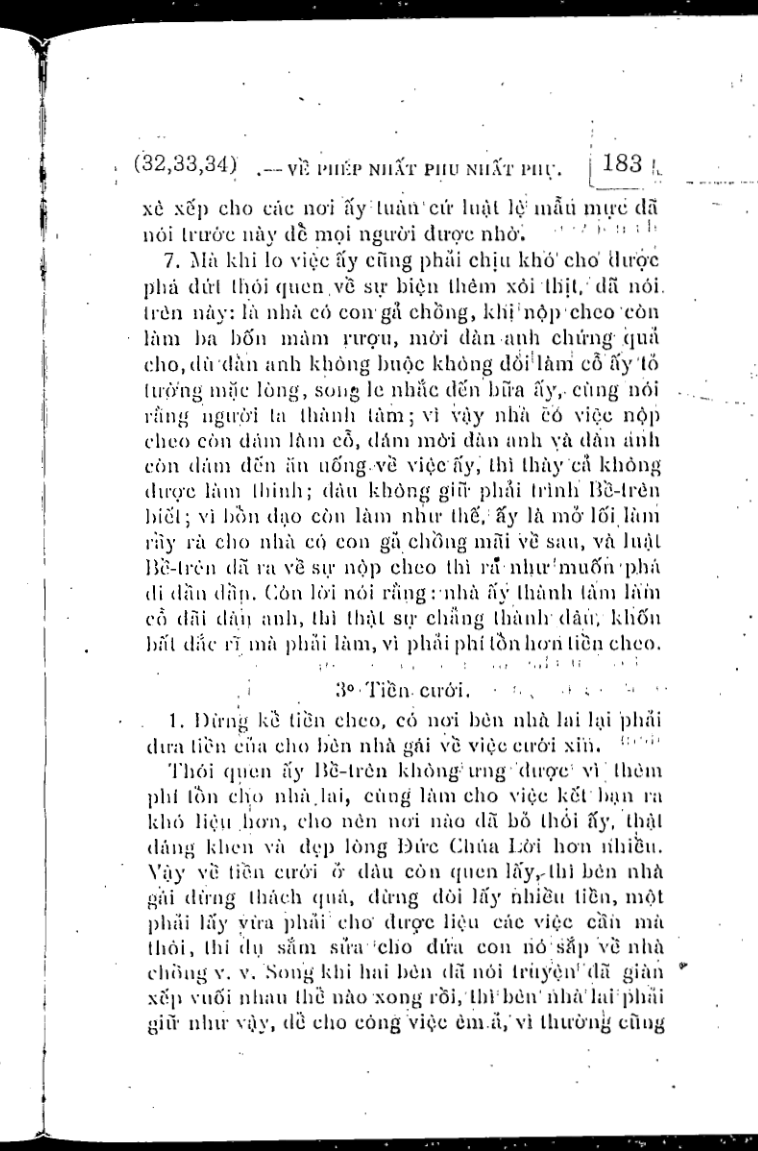 (32,33,34) .— VỀ PHÉP NHẤT PHU NHẤT PHỤ. 183
xê xếp cho các nơi ấy tuân cứ luật lệ mẫu mực đã
nói trước này để mọi người được nhờ.
7. Mà khi lo việc ấy cũng phải chịu khó cho được
phá dứt thói quen về sự biện thêm xôi thịt, đã nói
trên này: là nhà có con gả chồng, khi nộp cheo còn
làm ba bốn mâm rượu, mời đàn anh chứng quả
cho, dù đàn anh không buộc không đòi làm cỗ ấy tỏ
tường mặc lòng, song le nhắc đến bữa ấy, cùng nói
rằng người ta thành tâm; vì vậy nhà có việc nộp
cheo còn dám làm cỗ, dám mời đàn anh và đàn anh
còn dám đến ăn uống về việc ấy, thì thày cả không
được làm thinh; dàu không giữ phải trình Bề-trên
biết; vì bổn đạo còn làm như thế, ấy là mở lối làm
rầy rà cho nhà có con gả chồng mãi về sau, và luật
Bề-trên đã ra về sự nộp cheo thì ra như muốn phá
đi dần dần. Còn lời nói rằng: nhà ấy thành tâm làm
cỗ đãi đàn anh, thì thật sự chẳng thành đâu, khốn
bất đắc rĩ mà phải làm, vì phải phí tổn hơn tiền cheo.
3º Tiền cưới.
1. Đừng kể tiền cheo, có nơi bên nhà lai lại phải
đưa tiền của cho bên nhà gái về việc cưới xin.
Thói quen ấy Bề-trên không ưng được vì thêm
phí tổn cho nhà lai, cùng làm cho việc kết bạn ra
khó liệu hơn, cho nên nơi nào đã bỏ thói ấy, thật
đáng khen và đẹp lòng Đức Chúa Lời hơn nhiều.
Vậy về tiền cưới ở đâu còn quen lấy, thì bên nhà
gái đừng thách quá, đừng đòi lấy nhiều tiền, một
phải lấy vừa phải cho được liệu các việc cần mà
thôi, thí dụ sắm sửa cho đứa con nó sắp về nhà
chồng v. v. Song khi hai bên đã nói truyện đã giàn
xếp vuối nhau thể nào xong rồi, thì bên nhà lai phải
giữ như vậy, để cho công việc êm ả, vì thường cũng